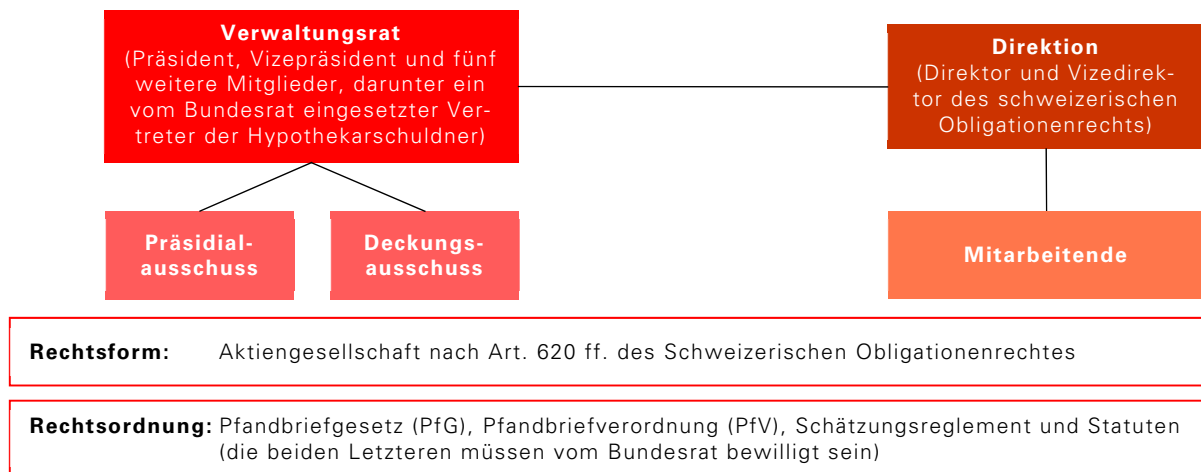 Verwaltungsrat
(Präsident, Vizepräsident und fünf
weitere Mitglieder, darunter ein
vom Bundesrat eingesetzter Ver-
treter der Hypothekarschuldner)
Direktion
(Direktor und Vizedirek-
tor des schweizerischen
Obligationenrechts)
Präsidial-
ausschuss
Deckungs-
ausschuss
Mitarbeitende
Rechtsform: Aktiengesellschaft nach Art. 620 ff. des Schweizerischen Obligationenrechtes
Rechtsordnung: Pfandbriefgesetz (PfG), Pfandbriefverordnung (PfV), Schätzungsreglement und Statuten
(die beiden Letzteren müssen vom Bundesrat bewilligt sein)